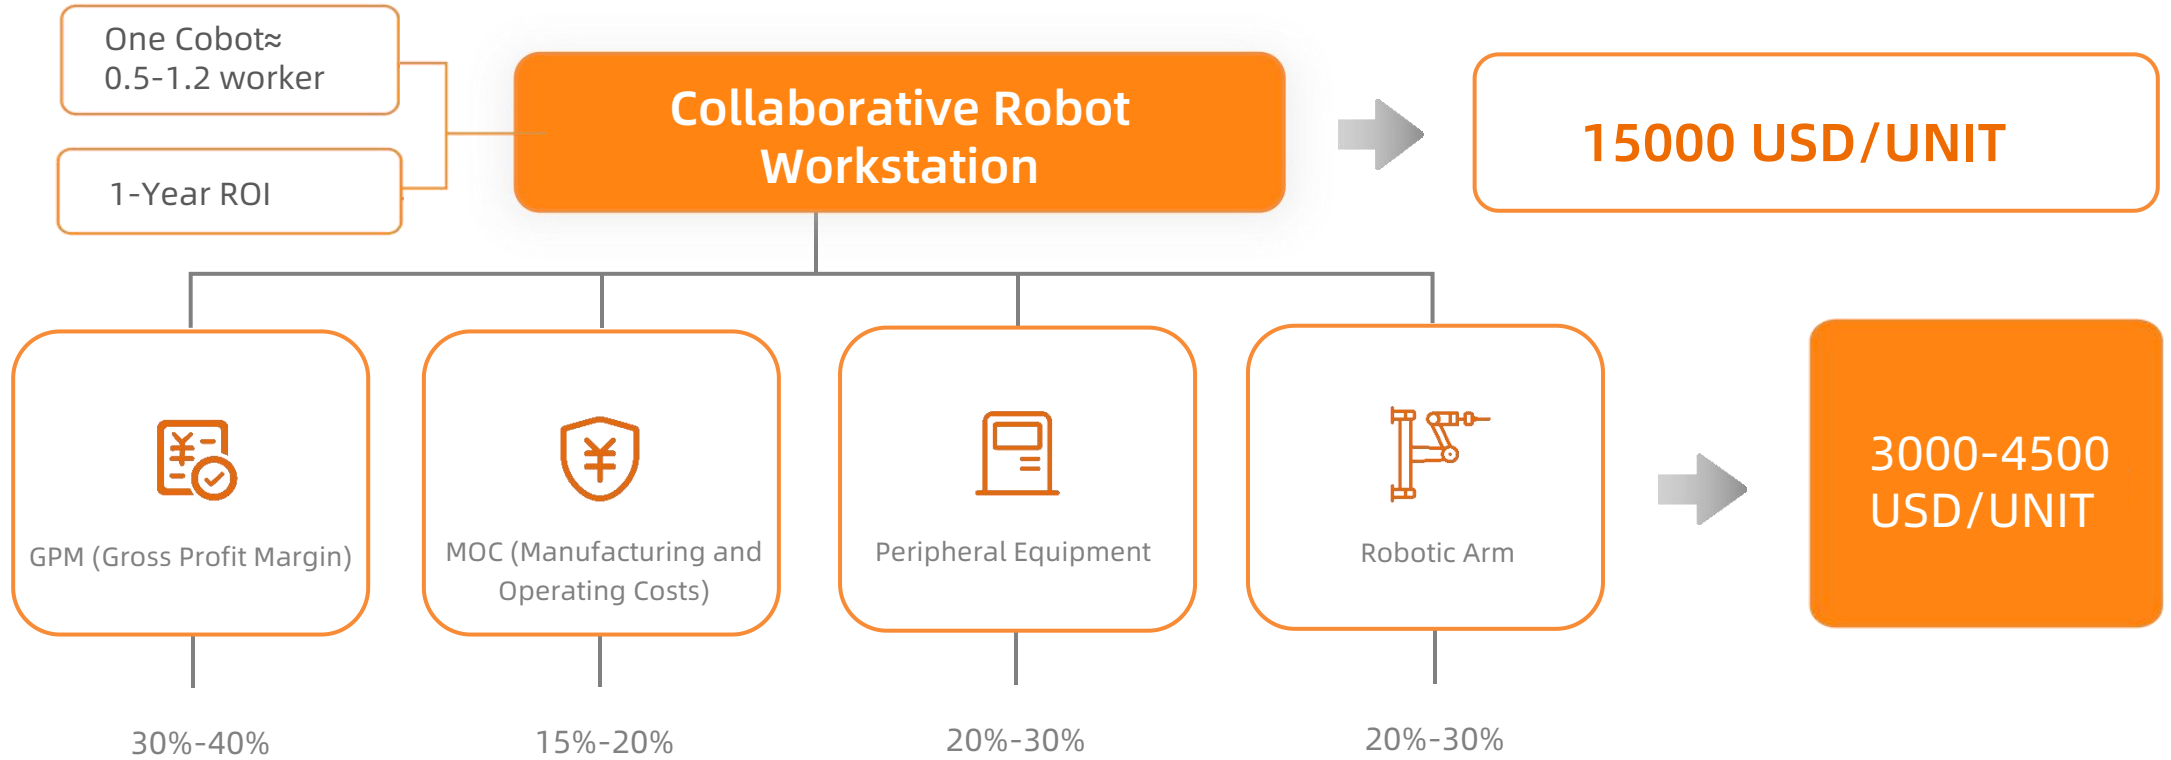 One Cobot≈
0.5-1.2 worker
1-Year ROI
Collaborative Robot
Workstation
15000 USD/UNIT
GPM (Gross Profit Margin)
MOC (Manufacturing and
Operating Costs)
Peripheral Equipment
Robotic Arm
3000-4500
USD/UNIT
30%-40%
15%-20%
20%-30%
20%-30%